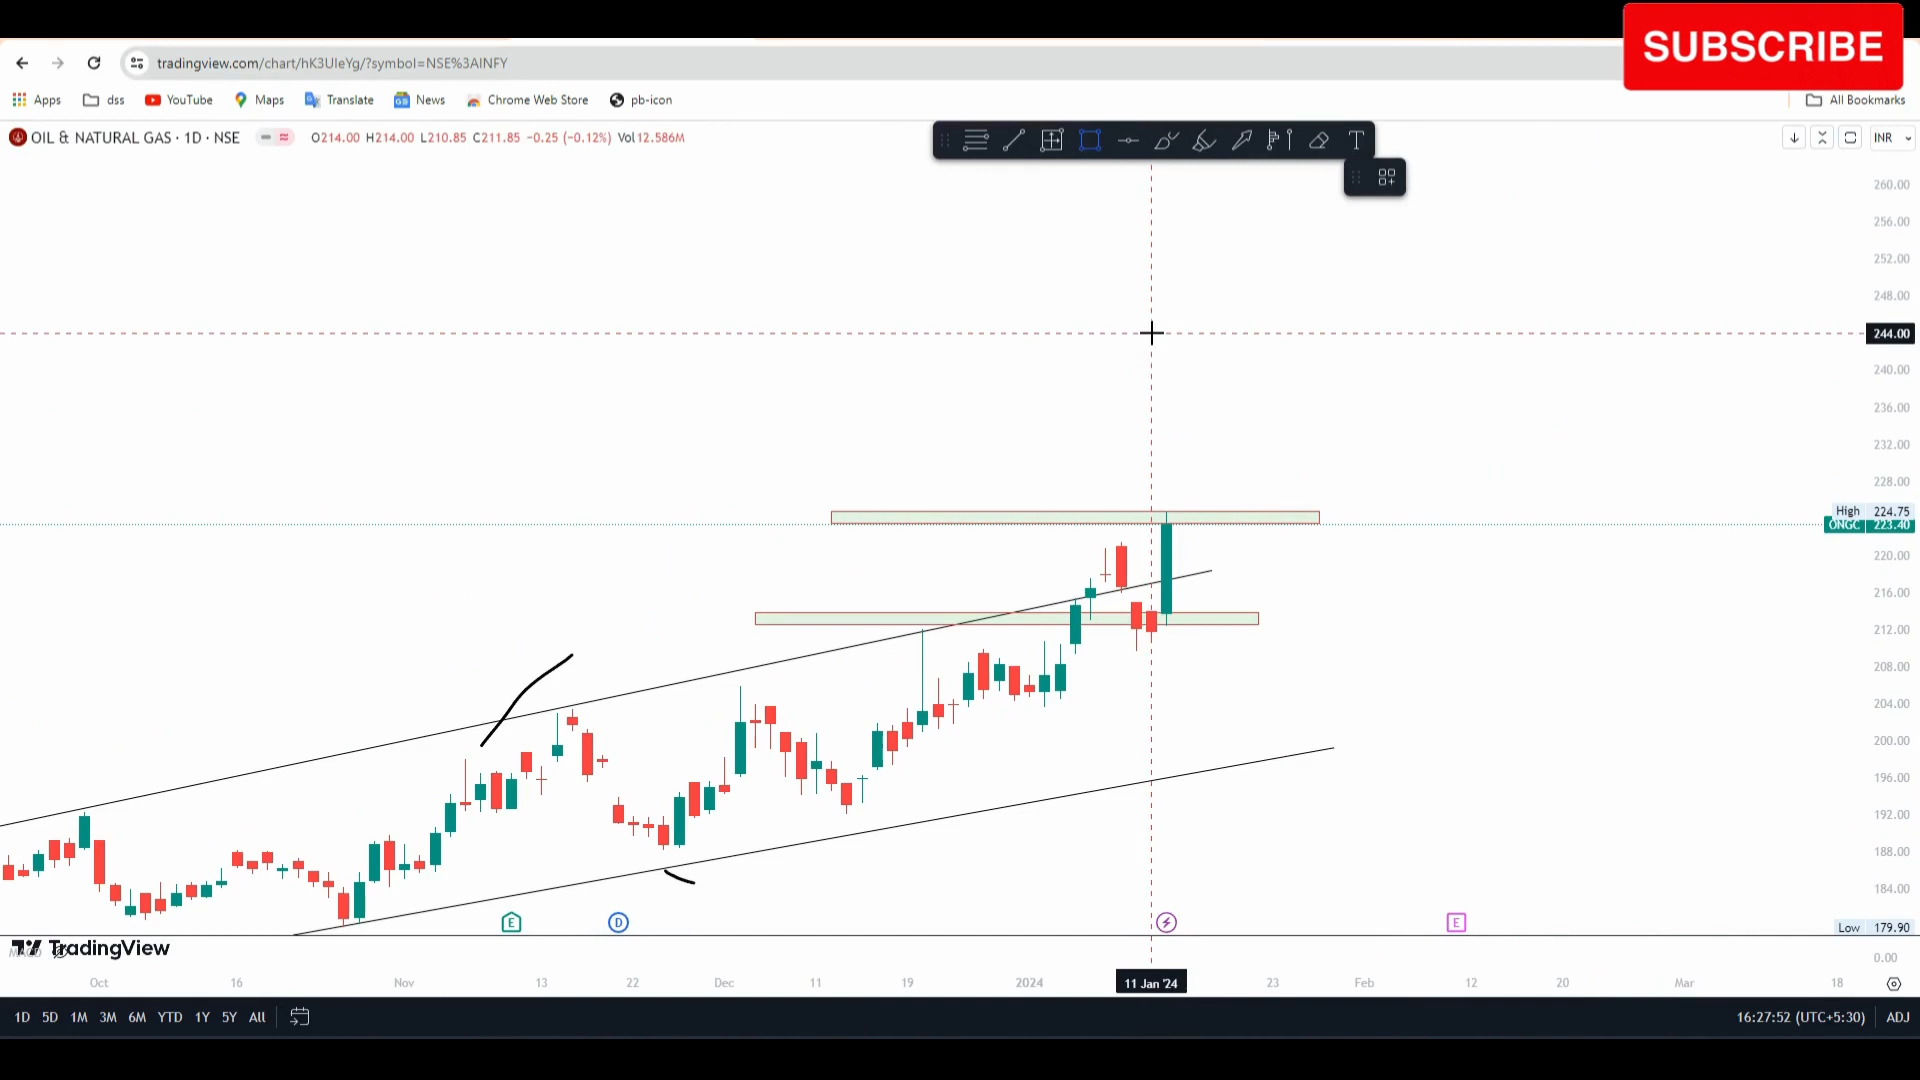 SUBSCRIBE
tradingview.com/chart/hK3UIeYg/?symbol=NSE%3AINFY
Apps dss YouTube Maps Translate News Chrome Web Store pb-icon All Bookmarks
OIL & NATURAL GAS · 1D · NSE O214.00 H214.00 L210.85 C211.85 −0.25 (−0.12%) Vol12.586M INR
260.00
256.00
252.00
248.00
244.00
240.00
236.00
232.00
228.00
High 224.75
ONGC 223.40
220.00
216.00
212.00
208.00
204.00
200.00
196.00
192.00
188.00
184.00
E D E
Low 179.90
TradingView
0.00
Oct 16 Nov 13 22 Dec 11 19 2024 11 Jan '24 23 Feb 12 20 Mar 18
1D 5D 1M 3M 6M YTD 1Y 5Y All 16:27:52 (UTC+5:30) ADJ